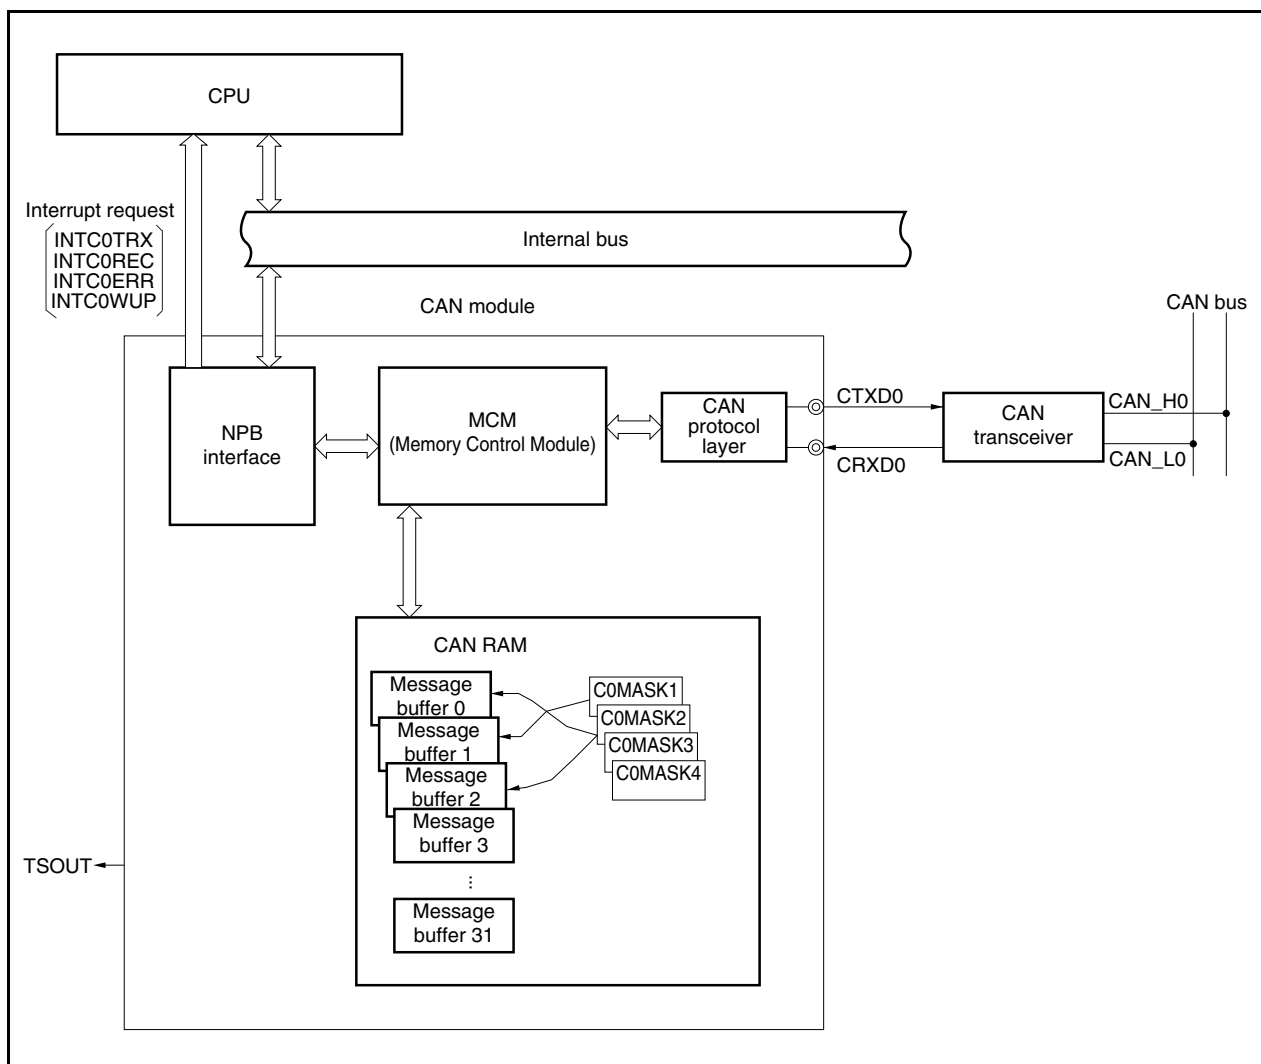 CPU
Interrupt request
INTC0TRX
INTC0REC
INTC0ERR
INTC0WUP
Internal bus
CAN module
CAN bus
NPB
interface
MCM
(Memory Control Module)
CAN
protocol
layer
CTXD0
CRXD0
CAN
transceiver
CAN_H0
CAN_L0
CAN RAM
Message
buffer 0
Message
buffer 1
Message
buffer 2
Message
buffer 3
...
Message
buffer 31
C0MASK1
C0MASK2
C0MASK3
C0MASK4
TSOUT